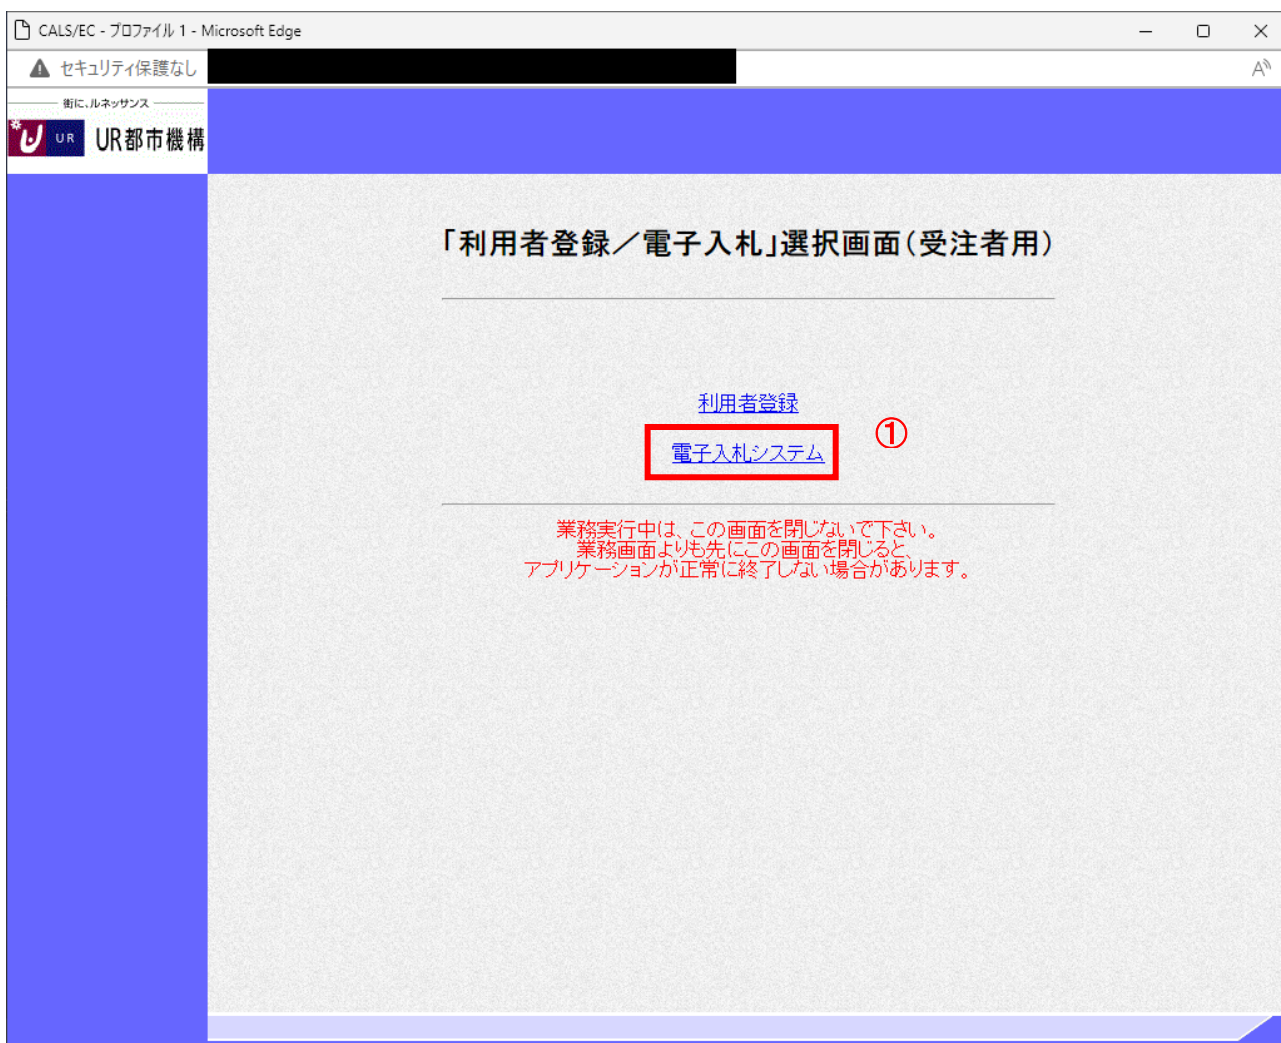 CALS/EC - プロファイル 1 - Microsoft Edge
セキュリティ保護なし
街に、ルネッサンス
UR UR都市機構
「利用者登録／電子入札」選択画面(受注者用)
利用者登録
①
電子入札システム
業務実行中は、この画面を閉じないで下さい。
業務画面よりも先にこの画面を閉じると、
アプリケーションが正常に終了しない場合があります。